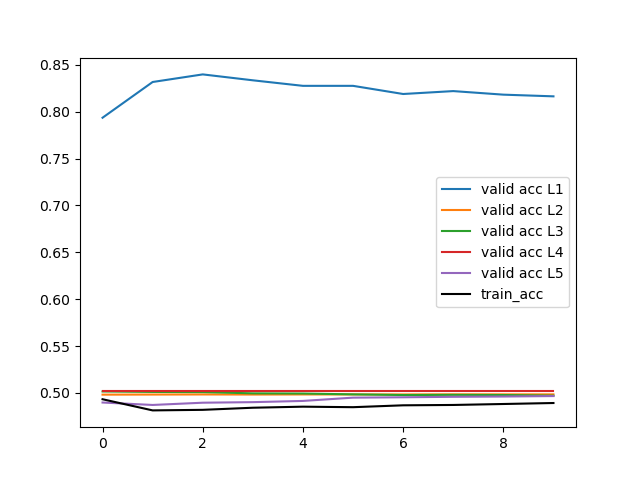 0.85
0.80
0.75
0.70
0.65
0.60
0.55
0.50
valid acc L1
valid acc L2
valid acc L3
valid acc L4
valid acc L5
train_acc
0 2 4 6 8